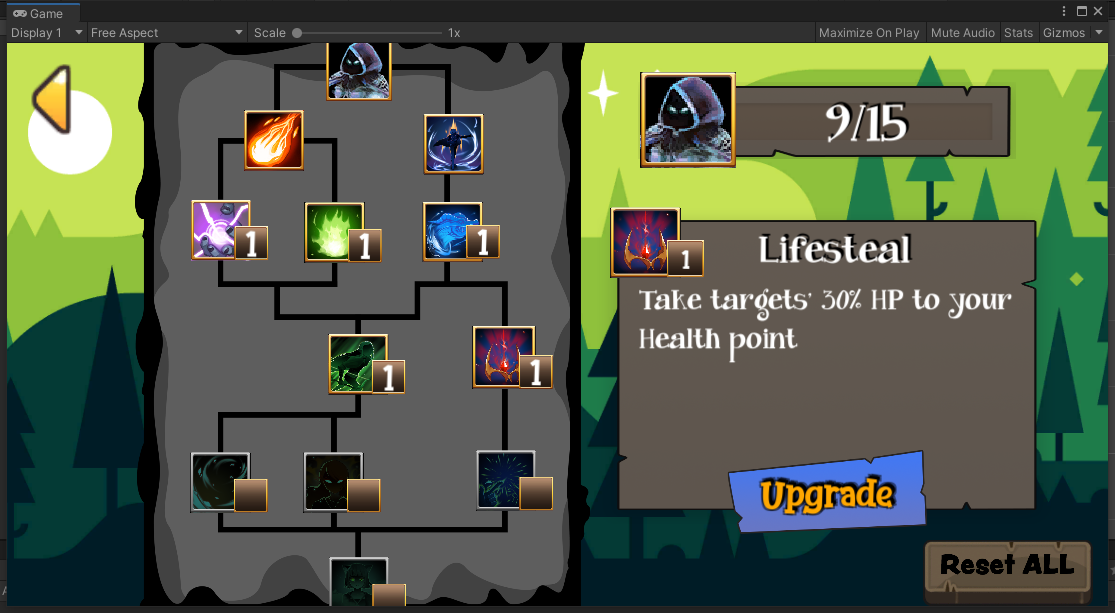 Game
Display 1 Free Aspect Scale 1x Maximize On Play Mute Audio Stats Gizmos
9/15
1 1 1
1
Lifesteal
Take targets' 30% HP to your
Health point
1 1
Upgrade
Reset ALL